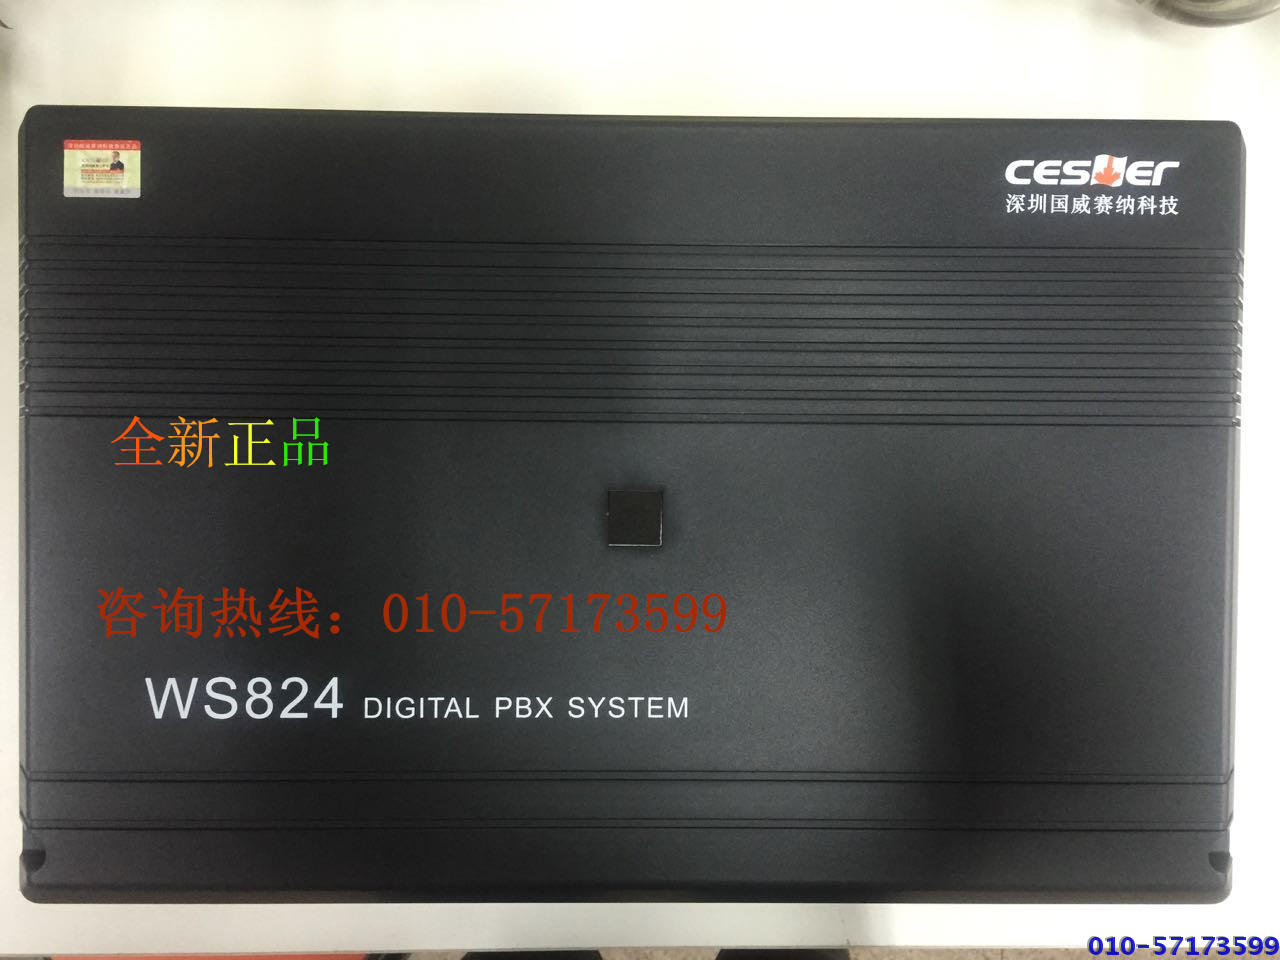 CESHer
深圳国威赛纳科技
全新正品
咨询热线：010-57173599
WS824 DIGITAL PBX SYSTEM
010-57173599